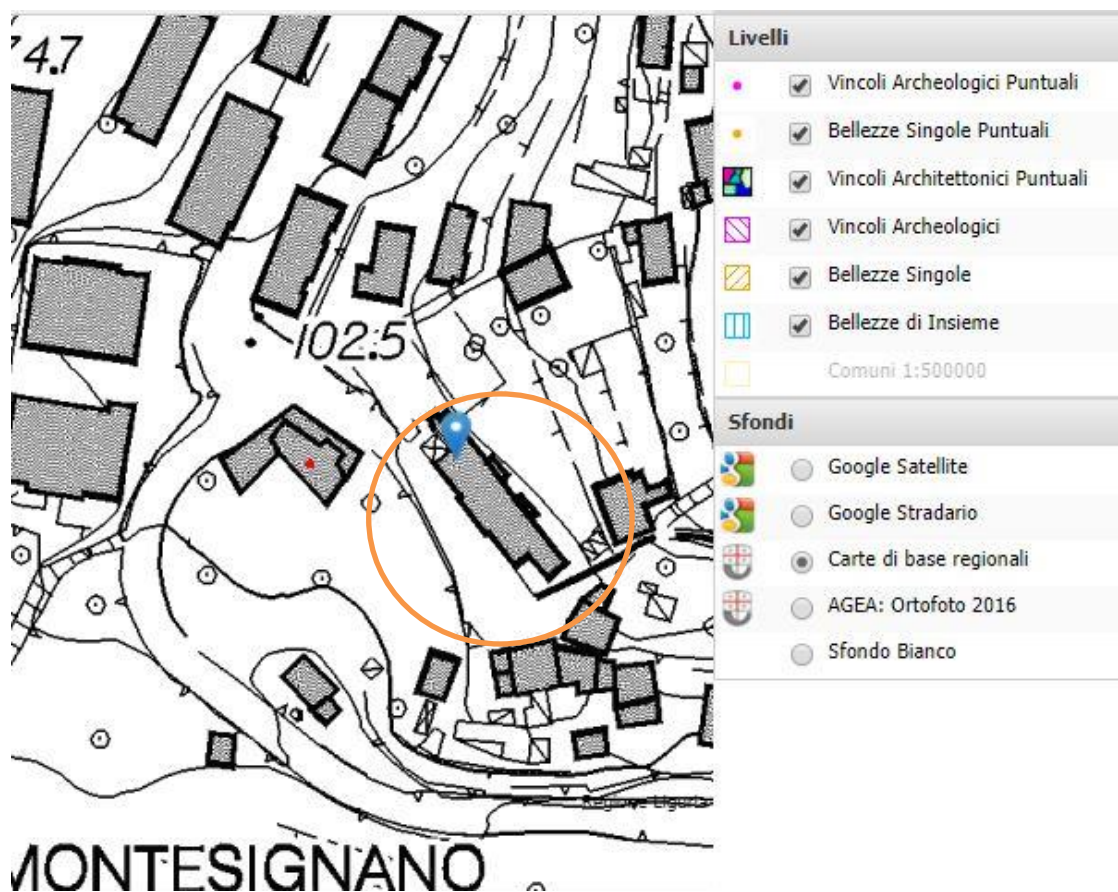 74.7
102.5
Regione Liguria
MONTESIGNANO
Livelli
Vincoli Archeologici Puntuali
Bellezze Singole Puntuali
Vincoli Architettonici Puntuali
Vincoli Archeologici
Bellezze Singole
Bellezze di Insieme
Comuni 1:500000
Sfondi
Google Satellite
Google Stradario
Carte di base regionali
AGEA: Ortofoto 2016
Sfondo Bianco